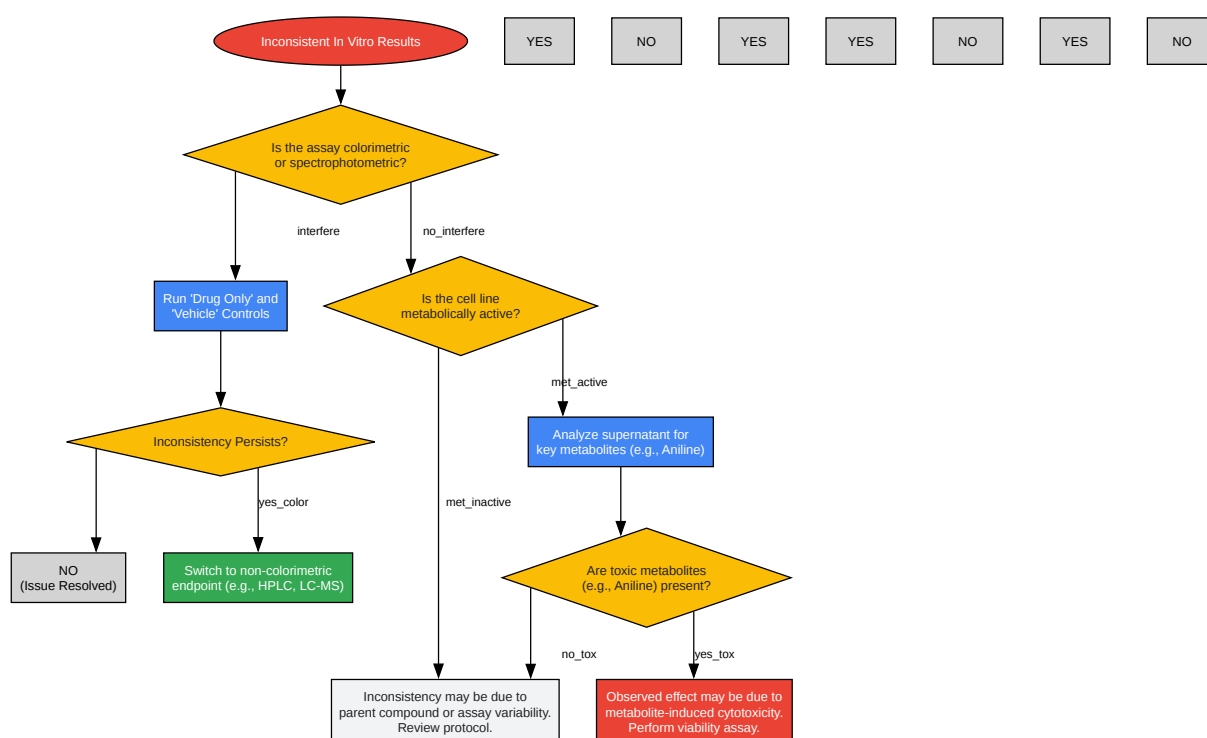 Inconsistent In Vitro Results
YES
NO
YES
YES
NO
YES
NO
Is the assay colorimetric
or spectrophotometric?
interfere
no_interfere
Run 'Drug Only' and
'Vehicle' Controls
Is the cell line
metabolically active?
met_active
Inconsistency Persists?
Analyze supernatant for
key metabolites (e.g., Aniline)
yes_color
met_inactive
NO
(Issue Resolved)
Switch to non-colorimetric
endpoint (e.g., HPLC, LC-MS)
Are toxic metabolites
(e.g., Aniline) present?
no_tox
yes_tox
Inconsistency may be due to
parent compound or assay variability.
Review protocol.
Observed effect may be due to
metabolite-induced cytotoxicity.
Perform viability assay.